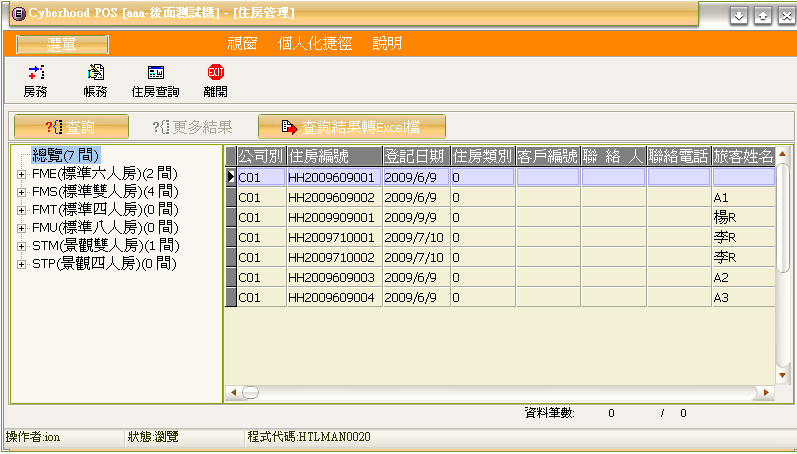 Cyberhood POS [aaa-後面測試機] - [住房管理]
選單 視窗 個人化捷徑 說明
房務 帳務 住房查詢 離開
查詢 更多結果 查詢結果轉Excel檔
總覽(7 間)
FME(標準六人房)(2 間)
FMS(標準雙人房)(4 間)
FMT(標準四人房)(0 間)
FMU(標準八人房)(0 間)
STM(景觀雙人房)(1 間)
STP(景觀四人房)(0 間)
公司別 住房編號 登記日期 住房類別 客戶編號 聯 絡 人 聯絡電話 旅客姓名
C01 HH2009609001 2009/6/9 0
C01 HH2009609002 2009/6/9 0 A1
C01 HH2009909001 2009/9/9 0 楊R
C01 HH2009710001 2009/7/10 0 李R
C01 HH2009710002 2009/7/10 0 李R
C01 HH2009609003 2009/6/9 0 A2
C01 HH2009609004 2009/6/9 0 A3
資料筆數: 0 / 0
操作者:ion 狀態:瀏覽 程式代碼:HTLMAN0020